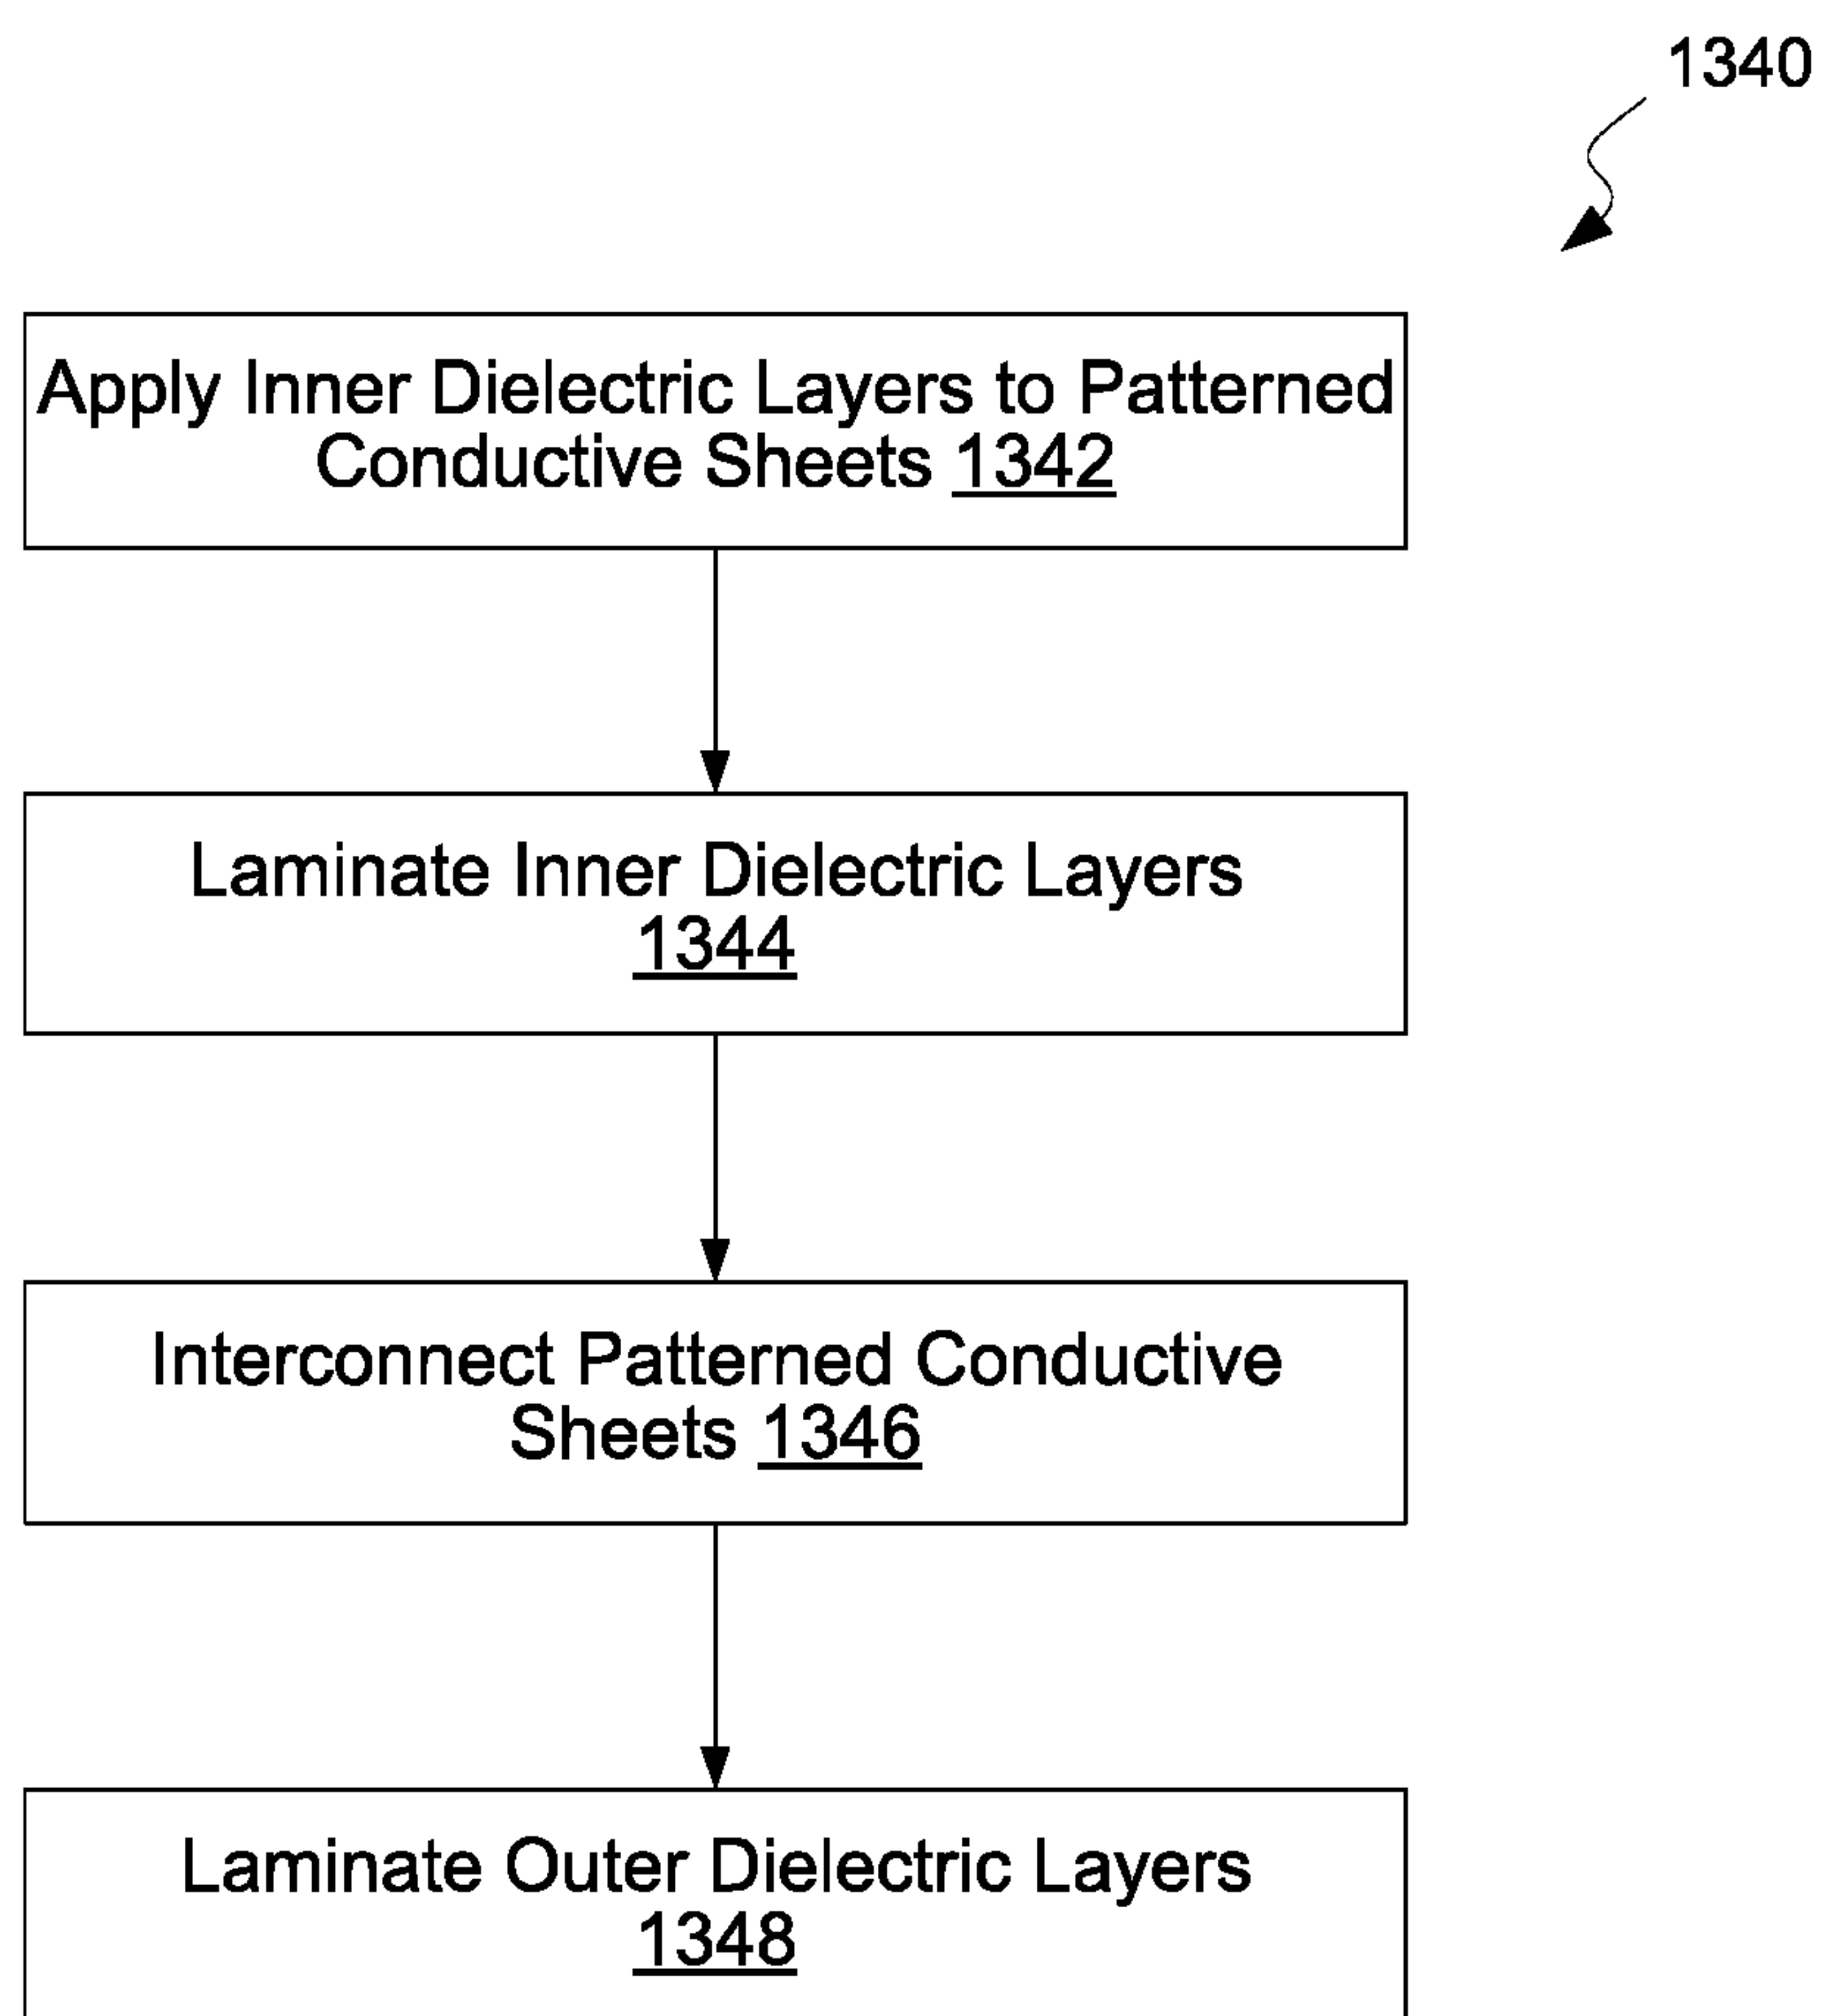 1340
Apply Inner Dielectric Layers to Patterned
Conductive Sheets 1342
Laminate Inner Dielectric Layers
1344
Interconnect Patterned Conductive
Sheets 1346
Laminate Outer Dielectric Layers
1348